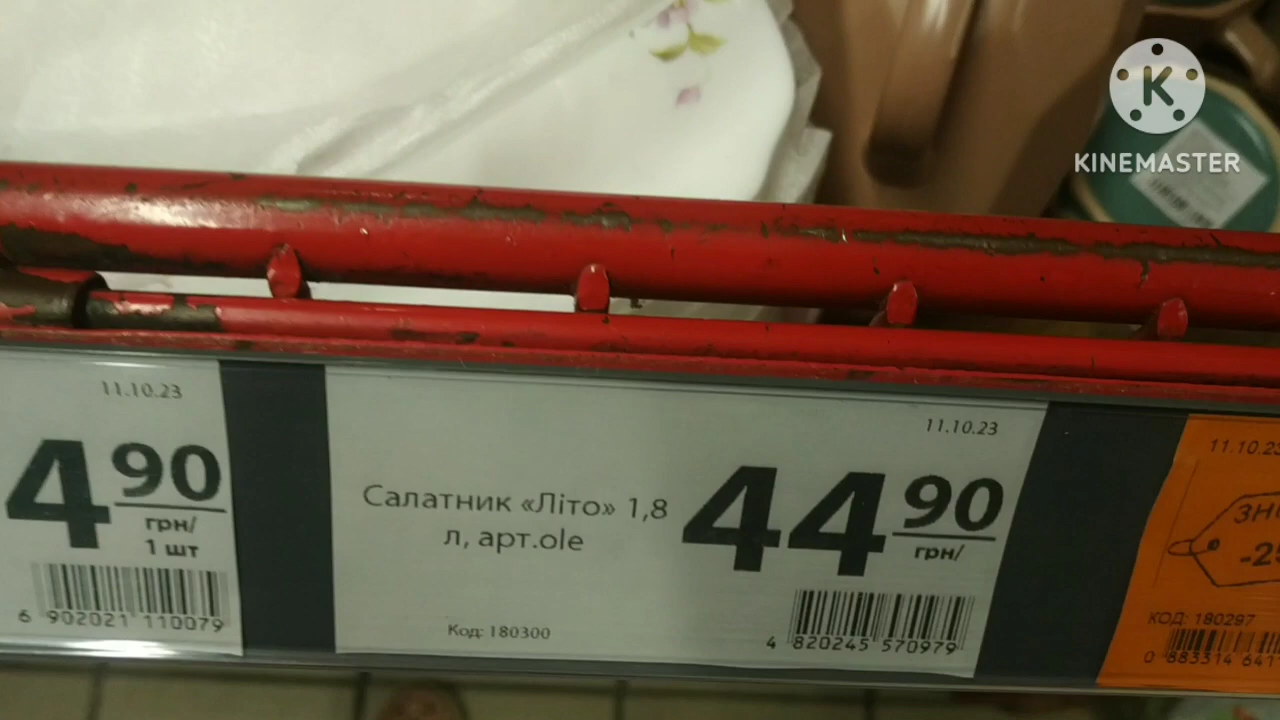 K
KINEMASTER
11.10.23
4 90
грн/
1 шт
6 902021 110079
11.10.23
Салатник «Літо» 1,8
л, арт.ole
44 90
грн/
Код: 180300
4 820245 570979
11.10.23
КОД: 180297